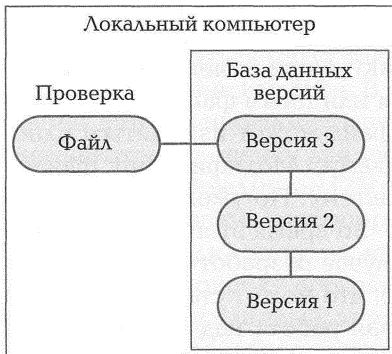 Локальный компьютер
База данных
версий
Проверка
Файл
Версия 3
Версия 2
Версия 1